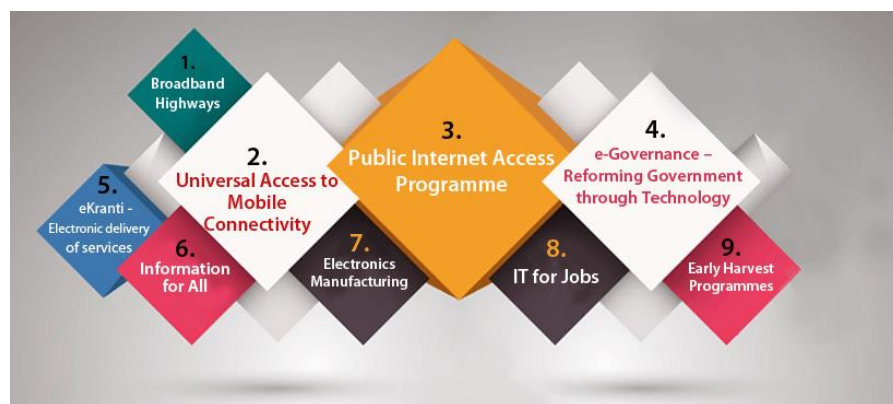 1.
Broadband
Highways
2.
Universal Access to
Mobile
Connectivity
3.
Public Internet Access
Programme
4.
e-Governance –
Reforming Government
through Technology
5.
eKranti -
Electronic delivery
of services
6.
Information
for All
7.
Electronics
Manufacturing
8.
IT for Jobs
9.
Early Harvest
Programmes